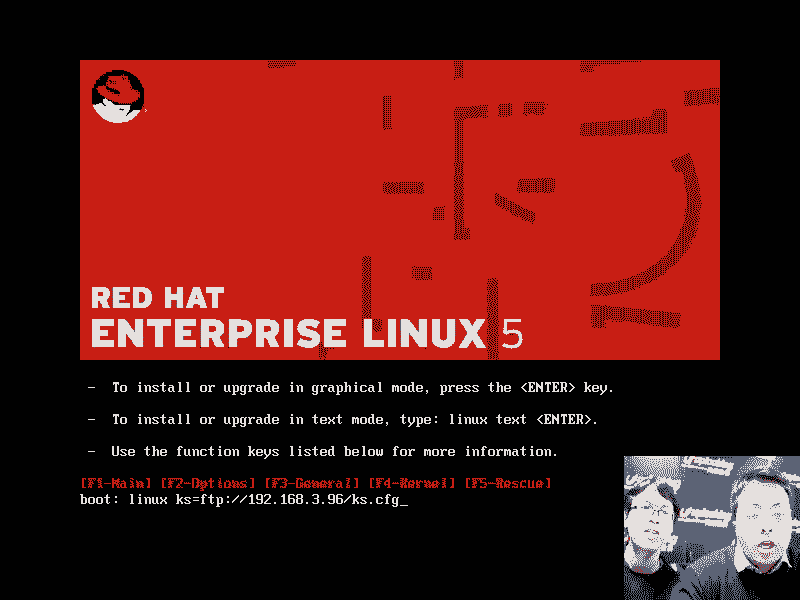 RED HAT
ENTERPRISE LINUX 5
- To install or upgrade in graphical mode, press the <ENTER> key.
- To install or upgrade in text mode, type: linux text <ENTER>.
- Use the function keys listed below for more information.
[F1-Main] [F2-Options] [F3-General] [F4-Kernel] [F5-Rescue]
boot: linux ks=ftp://192.168.3.96/ks.cfg_